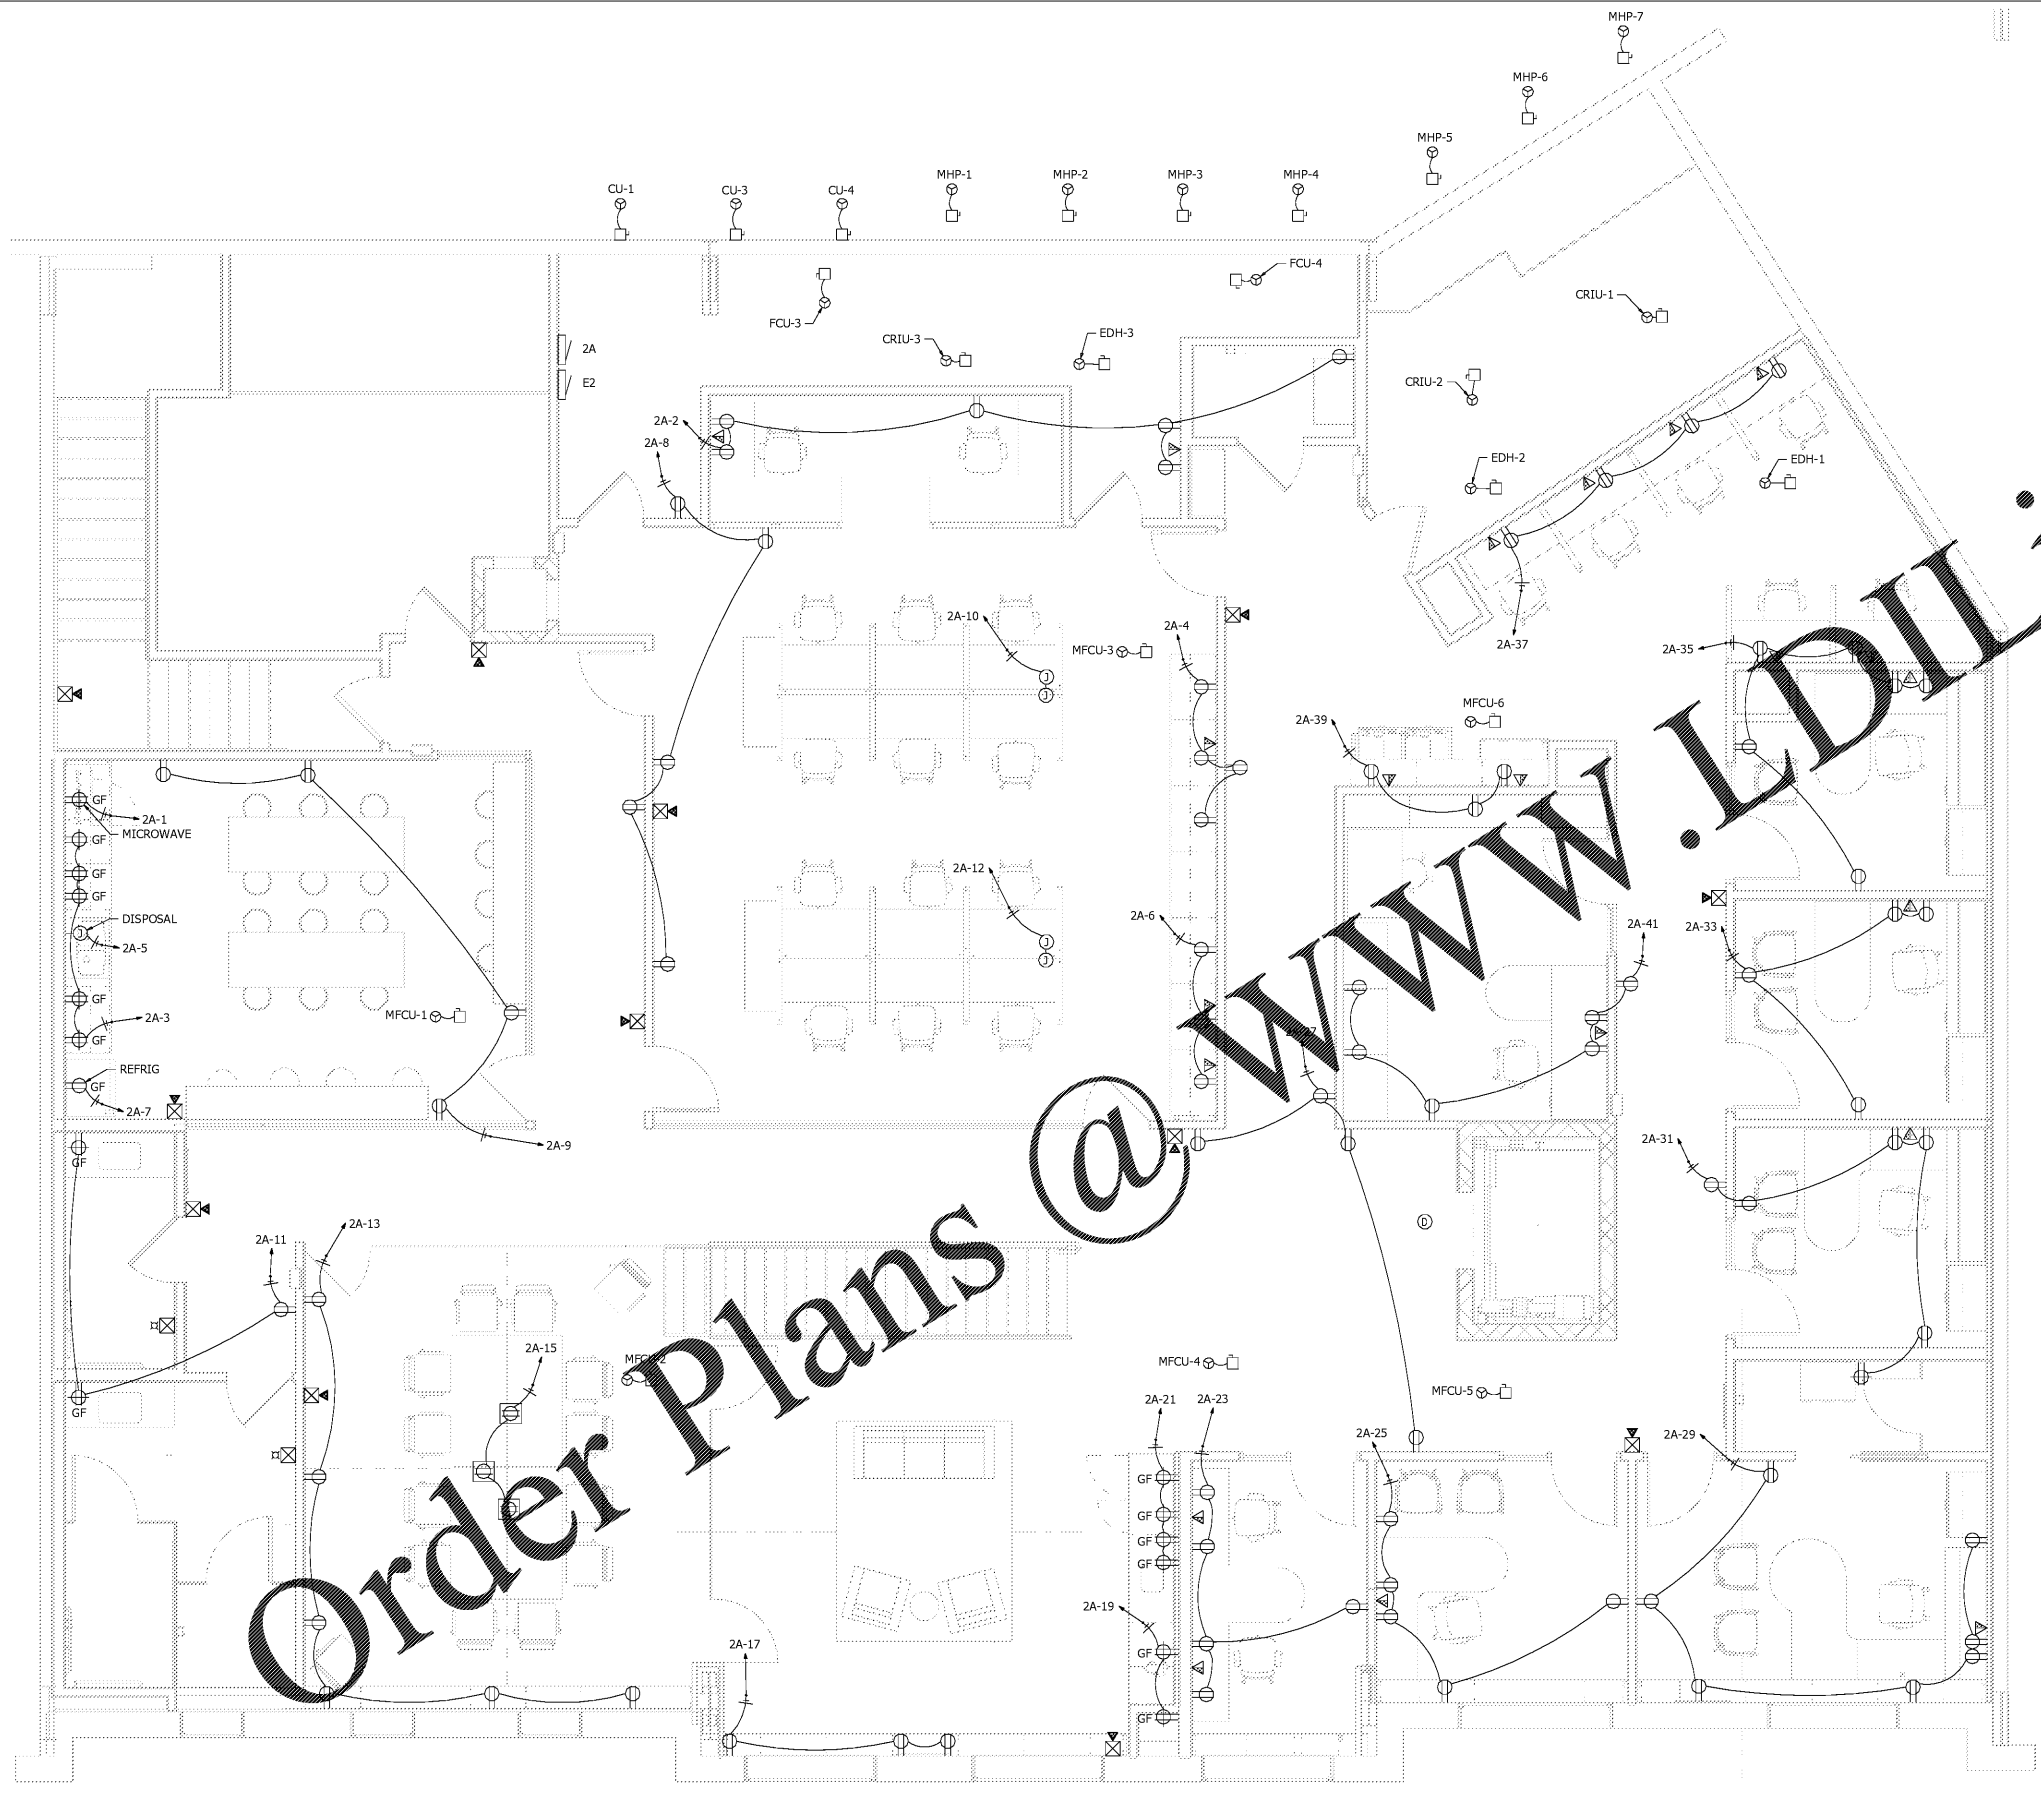 MHP-7
MHP-6
MHP-5
CU-1
CU-3
CU-4
MHP-1
MHP-2
MHP-3
MHP-4
FCU-4
CRIU-1
FCU-3
CRIU-3
EDH-3
2A
E2
CRIU-2
2A-2
2A-8
EDH-2
EDH-1
2A-10
2A-4
MFCU-3
2A-37
2A-35
MFCU-6
2A-39
GF
2A-1
MICROWAVE
GF
GF
GF
2A-12
DISPOSAL
2A-5
J
J
J
J
J
2A-6
2A-41
2A-33
GF
MFCU-1
2A-3
GF
REFRIG
GF
2A-7
2A-9
2A-31
GF
D
2A-13
2A-11
2A-15
MFCU-4
MFCU-5
GF
2A-21
2A-23
2A-25
2A-29
GF
GF
GF
GF
2A-19
GF
2A-17
GF
Order Plans @ www.LDI